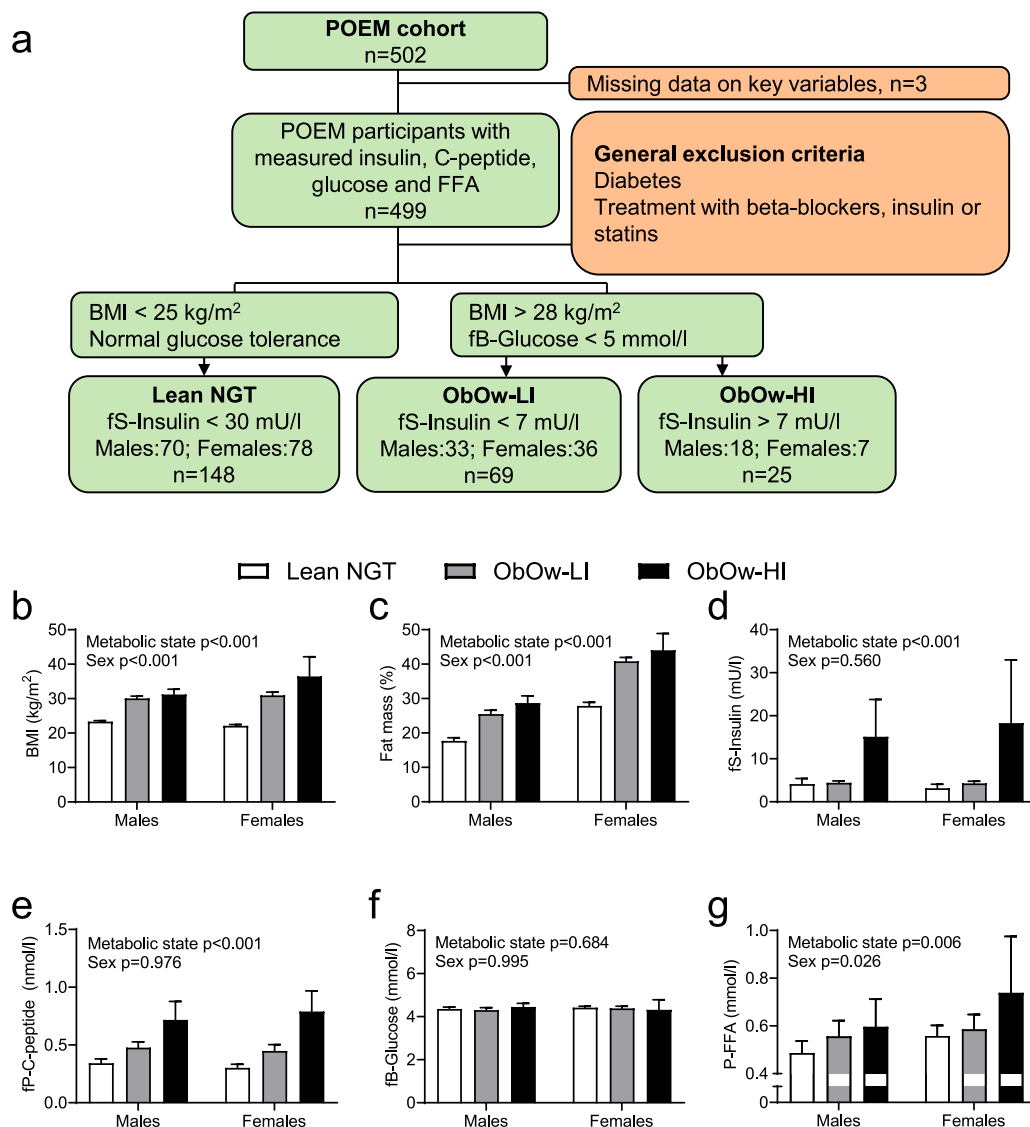 a
POEM cohort
n=502
Missing data on key variables, n=3
POEM participants with
measured insulin, C-peptide,
glucose and FFA
n=499
General exclusion criteria
Diabetes
Treatment with beta-blockers, insulin or
statins
BMI < 25 kg/m²
Normal glucose tolerance
BMI > 28 kg/m²
fB-Glucose < 5 mmol/l
Lean NGT
fS-Insulin < 30 mU/l
Males:70; Females:78
n=148
ObOw-LI
fS-Insulin < 7 mU/l
Males:33; Females:36
n=69
ObOw-HI
fS-Insulin > 7 mU/l
Males:18; Females:7
n=25
Lean NGT
ObOw-LI
ObOw-HI
b
Metabolic state p<0.001
Sex p<0.001
BMI (kg/m²)
50
40
30
20
10
0
Males
Females
c
Metabolic state p<0.001
Sex p<0.001
Fat mass (%)
50
40
30
20
10
0
Males
Females
d
Metabolic state p<0.001
Sex p=0.560
fS-Insulin (mU/l)
40
30
20
10
0
Males
Females
e
Metabolic state p<0.001
Sex p=0.976
fP-C-peptide (nmol/l)
1.5
1.0
0.5
0.0
Males
Females
f
Metabolic state p=0.684
Sex p=0.995
fB-Glucose (mmol/l)
8
6
4
2
0
Males
Females
g
Metabolic state p=0.006
Sex p=0.026
P-FFA (mmol/l)
1.0
0.8
0.6
0.4
0
Males
Females